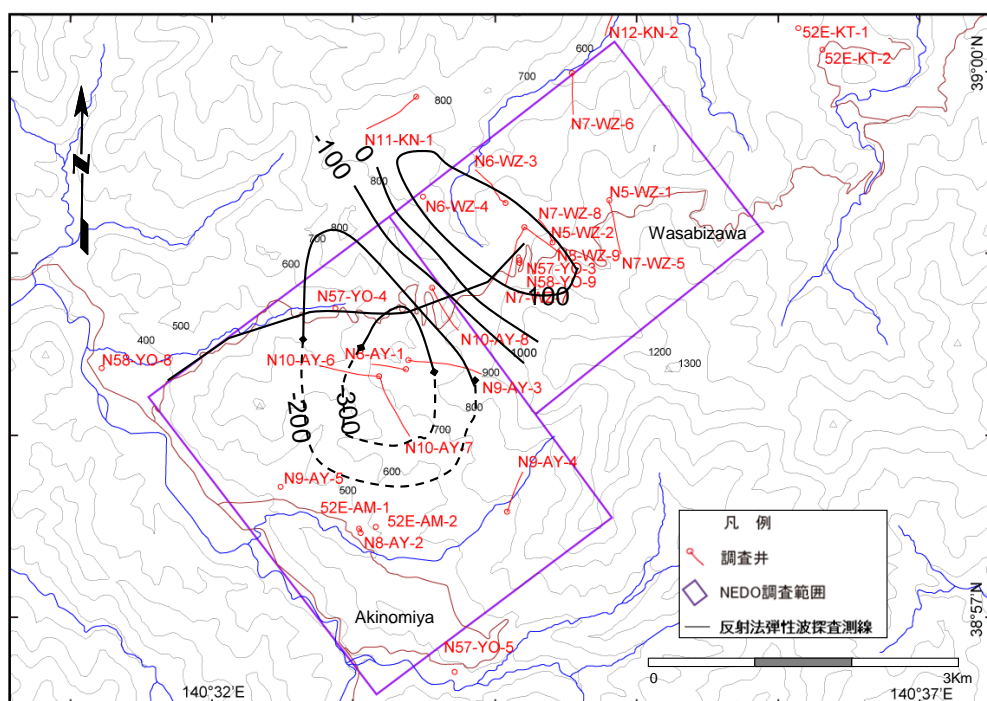 N12-KN-2
52E-KT-1
52E-KT-2
39°00'N
600
700
800
N7-WZ-6
N11-KN-1
-100
0
N6-WZ-3
800
N6-WZ-4
N5-WZ-1
N7-WZ-8
N5-WZ-2
Wasabizawa
800
700
600
N8-WZ-9
N57-YO-3
N7-WZ-5
N58-YO-9
100
N57-YO-4
500
400
N10-AY-8
1000
1200
1300
N58-YO-8
N10-AY-6
N8-AY-1
900
N9-AY-3
800
-200
-300
700
N10-AY-7
N9-AY-4
600
N9-AY-5
500
52E-AM-1
52E-AM-2
N8-AY-2
凡 例
調査井
NEDO調査範囲
反射法弾性波探査測線
Akinomiya
N57-YO-5
38°57'N
0
3Km
140°32'E
140°37'E
N